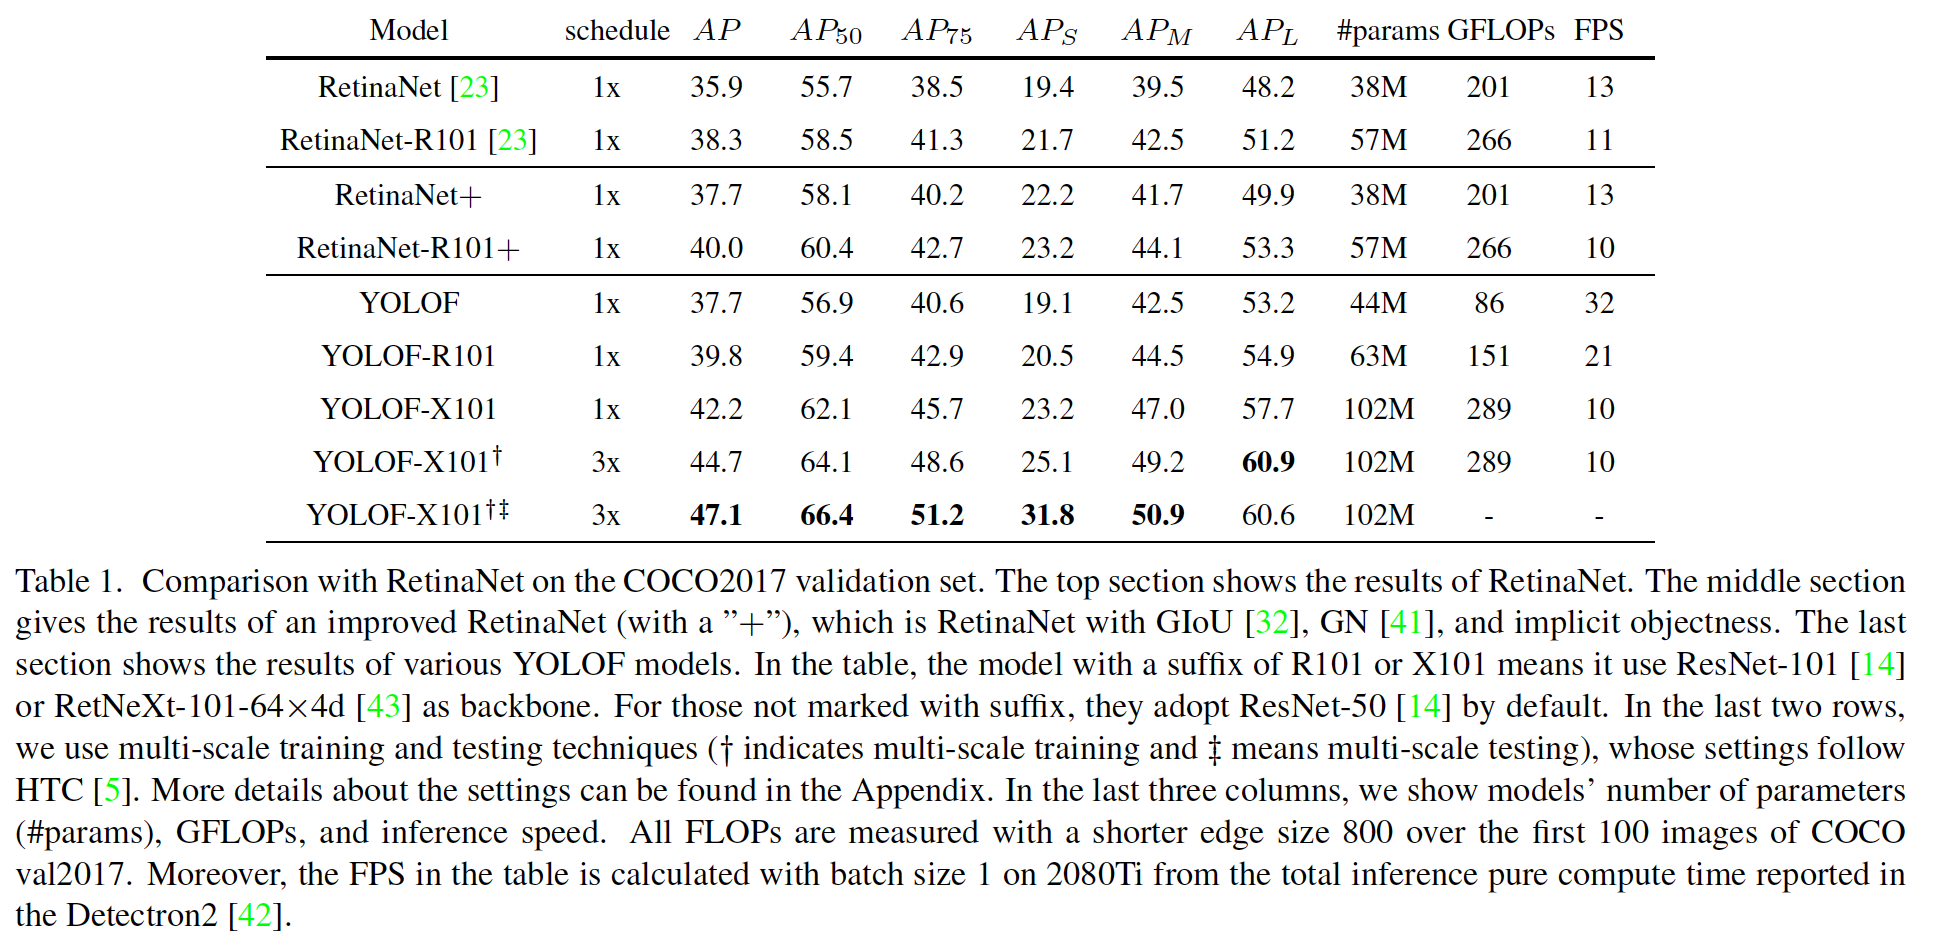 Model schedule AP AP50 AP75 APS APM APL #params GFLOPs FPS
RetinaNet [23] 1x 35.9 55.7 38.5 19.4 39.5 48.2 38M 201 13
RetinaNet-R101 [23] 1x 38.3 58.5 41.3 21.7 42.5 51.2 57M 266 11
RetinaNet+ 1x 37.7 58.1 40.2 22.2 41.7 49.9 38M 201 13
RetinaNet-R101+ 1x 40.0 60.4 42.7 23.2 44.1 53.3 57M 266 10
YOLOF 1x 37.7 56.9 40.6 19.1 42.5 53.2 44M 86 32
YOLOF-R101 1x 39.8 59.4 42.9 20.5 44.5 54.9 63M 151 21
YOLOF-X101 1x 42.2 62.1 45.7 23.2 47.0 57.7 102M 289 10
YOLOF-X101† 3x 44.7 64.1 48.6 25.1 49.2 60.9 102M 289 10
YOLOF-X101†‡ 3x 47.1 66.4 51.2 31.8 50.9 60.6 102M - -
Table 1. Comparison with RetinaNet on the COCO2017 validation set. The top section shows the results of RetinaNet. The middle section
gives the results of an improved RetinaNet (with a ”+”), which is RetinaNet with GIoU [32], GN [41], and implicit objectness. The last
section shows the results of various YOLOF models. In the table, the model with a suffix of R101 or X101 means it use ResNet-101 [14]
or RetNeXt-101-64×4d [43] as backbone. For those not marked with suffix, they adopt ResNet-50 [14] by default. In the last two rows,
we use multi-scale training and testing techniques († indicates multi-scale training and ‡ means multi-scale testing), whose settings follow
HTC [5]. More details about the settings can be found in the Appendix. In the last three columns, we show models’ number of parameters
(#params), GFLOPs, and inference speed. All FLOPs are measured with a shorter edge size 800 over the first 100 images of COCO
val2017. Moreover, the FPS in the table is calculated with batch size 1 on 2080Ti from the total inference pure compute time reported in
the Detectron2 [42].